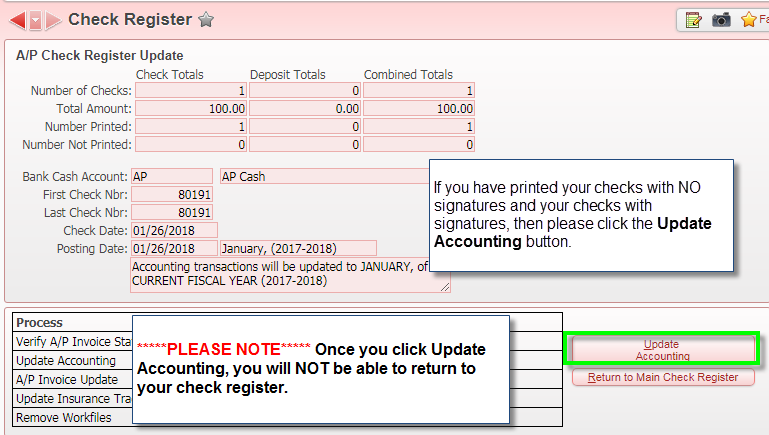 Check Register
Fa
A/P Check Register Update
Check Totals Deposit Totals Combined Totals
Number of Checks: 1 0 1
Total Amount: 100.00 0.00 100.00
Number Printed: 1 0 1
Number Not Printed: 0 0 0
Bank Cash Account: AP AP Cash
First Check Nbr: 80191
Last Check Nbr: 80191
Check Date: 01/26/2018
Posting Date: 01/26/2018 January, (2017-2018)
Accounting transactions will be updated to JANUARY, of
CURRENT FISCAL YEAR (2017-2018)
If you have printed your checks with NO
signatures and your checks with
signatures, then please click the Update
Accounting button.
Process
Verify A/P Invoice Sta
Update Accounting
A/P Invoice Update
Update Insurance Tra
Remove Workfiles
*****PLEASE NOTE***** Once you click Update
Accounting, you will NOT be able to return to
your check register.
Update
Accounting
Return to Main Check Register